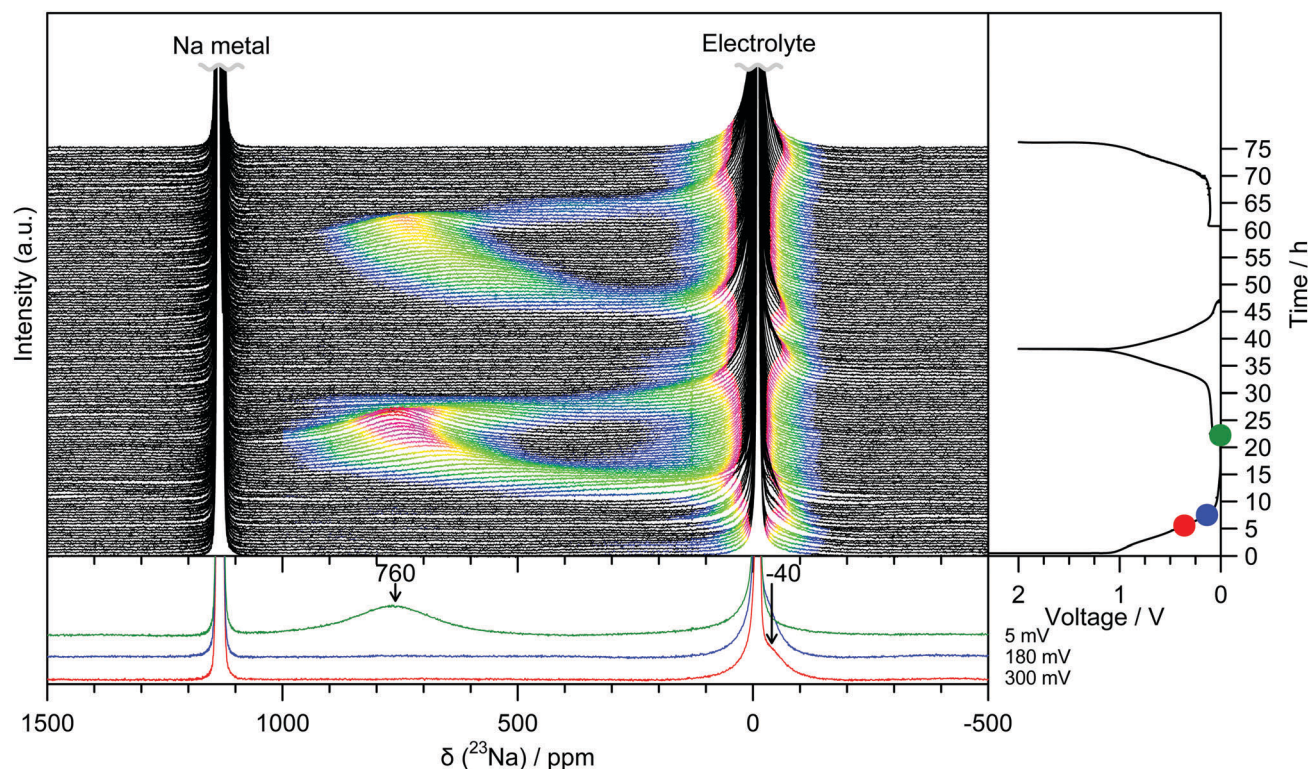 Na metal
Electrolyte
Intensity (a.u.)
75
70
65
60
55
50
45
40
35
30
25
20
15
10
5
0
Time / h
2 1 0
Voltage / V
760
-40
5 mV
180 mV
300 mV
1500 1000 500 0 -500
δ (²³Na) / ppm